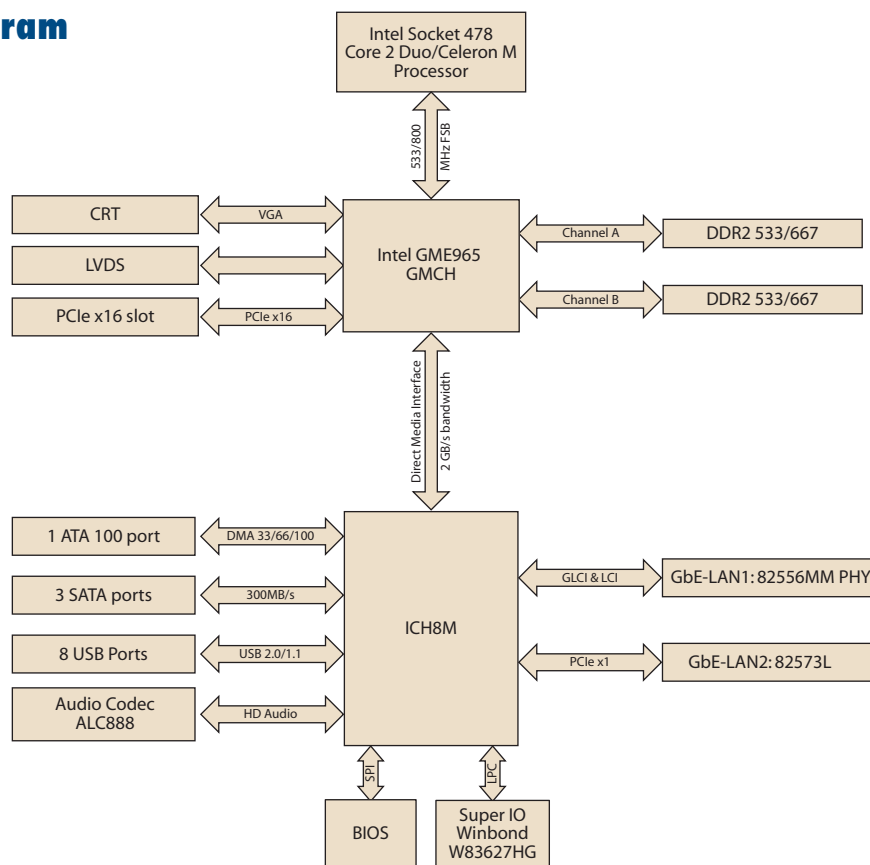 ram
Intel Socket 478
Core 2 Duo/Celeron M
Processor
533/800
MHz FSB
CRT
VGA
LVDS
PCIe x16 slot
PCIe x16
Intel GME965
GMCH
Channel A
DDR2 533/667
Channel B
DDR2 533/667
Direct Media Interface
2 GB/s bandwidth
1 ATA 100 port
DMA 33/66/100
3 SATA ports
300MB/s
8 USB Ports
USB 2.0/1.1
Audio Codec
ALC888
HD Audio
ICH8M
GLCI & LCI
GbE-LAN1: 82556MM PHY
PCIe x1
GbE-LAN2: 82573L
SPI
LPC
BIOS
Super IO
Winbond
W83627HG